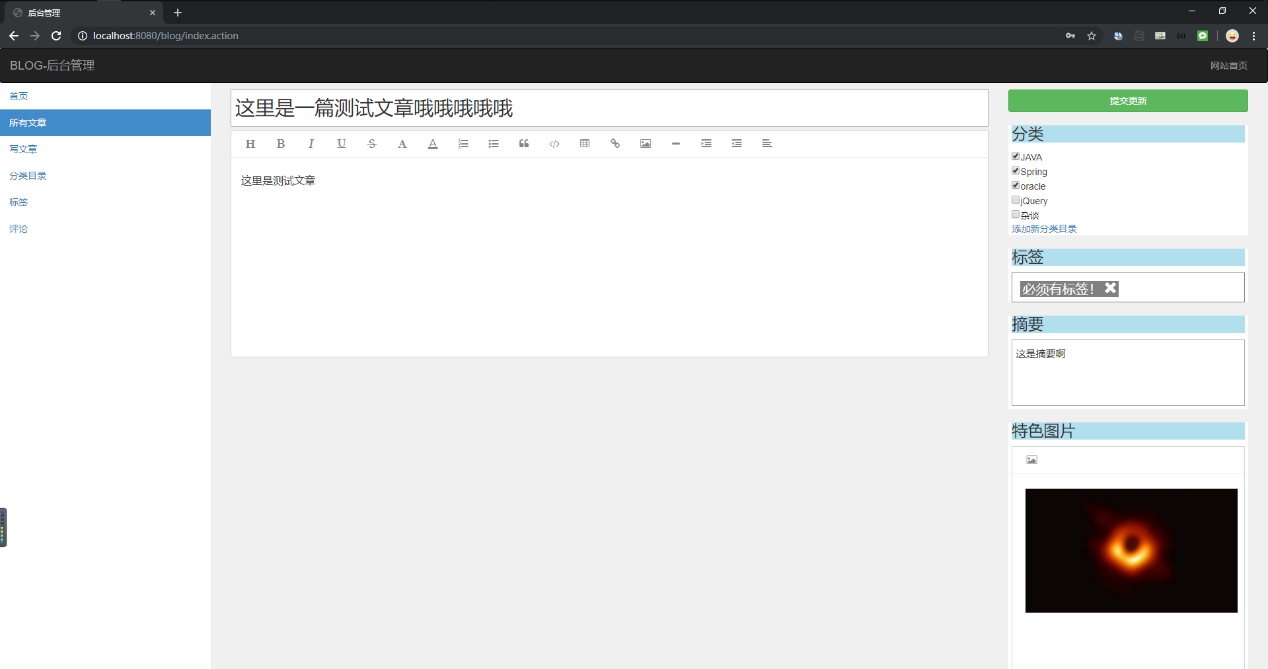 后台管理
localhost:8080/blog/index.action
BLOG-后台管理
网站首页
首页
所有文章
写文章
分类目录
标签
评论
这里是一篇测试文章哦哦哦哦哦
H B I U S A A
这里是测试文章
提交更新
分类
JAVA
Spring
oracle
jQuery
杂谈
添加新分类目录
标签
必须有标签！
摘要
这是摘要啊
特色图片